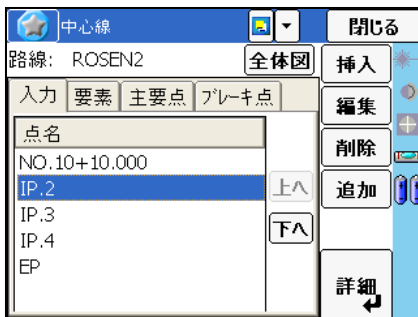 中心線
閉じる
路線: ROSEN2
全体図
挿入
入力 要素 主要点 ブレーキ点
編集
点名
削除
NO.10+10.000
IP.2
上へ
追加
IP.3
下へ
IP.4
EP
詳細